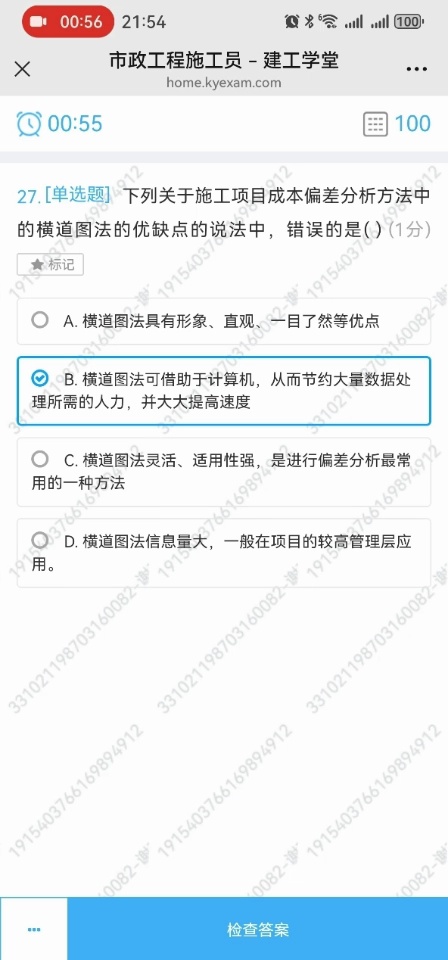 00:56 21:54 6 100
市政工程施工员 - 建工学堂
home.kyexam.com
00:55 100
27.[单选题] 下列关于施工项目成本偏差分析方法中
的横道图法的优缺点的说法中，错误的是( ) (1分)
★ 标记
A. 横道图法具有形象、直观、一目了然等优点
B. 横道图法可借助于计算机，从而节约大量数据处
理所需的人力，并大大提高速度
C. 横道图法灵活、适用性强，是进行偏差分析最常
用的一种方法
D. 横道图法信息量大，一般在项目的较高管理层应
用。
检查答案